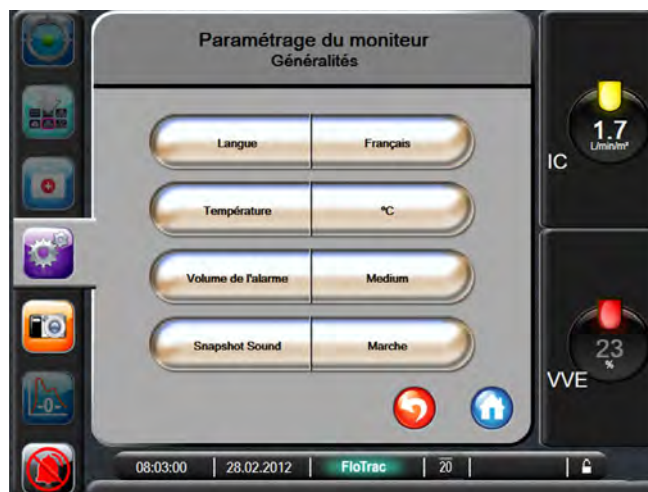 Paramétrage du moniteur
Généralités
Langue Français
Température °C
Volume de l'alarme Medium
Snapshot Sound Marche
1.7
L/min/m²
IC
23
%
VVE
-0-
08:03:00 28.02.2012 FloTrac 20